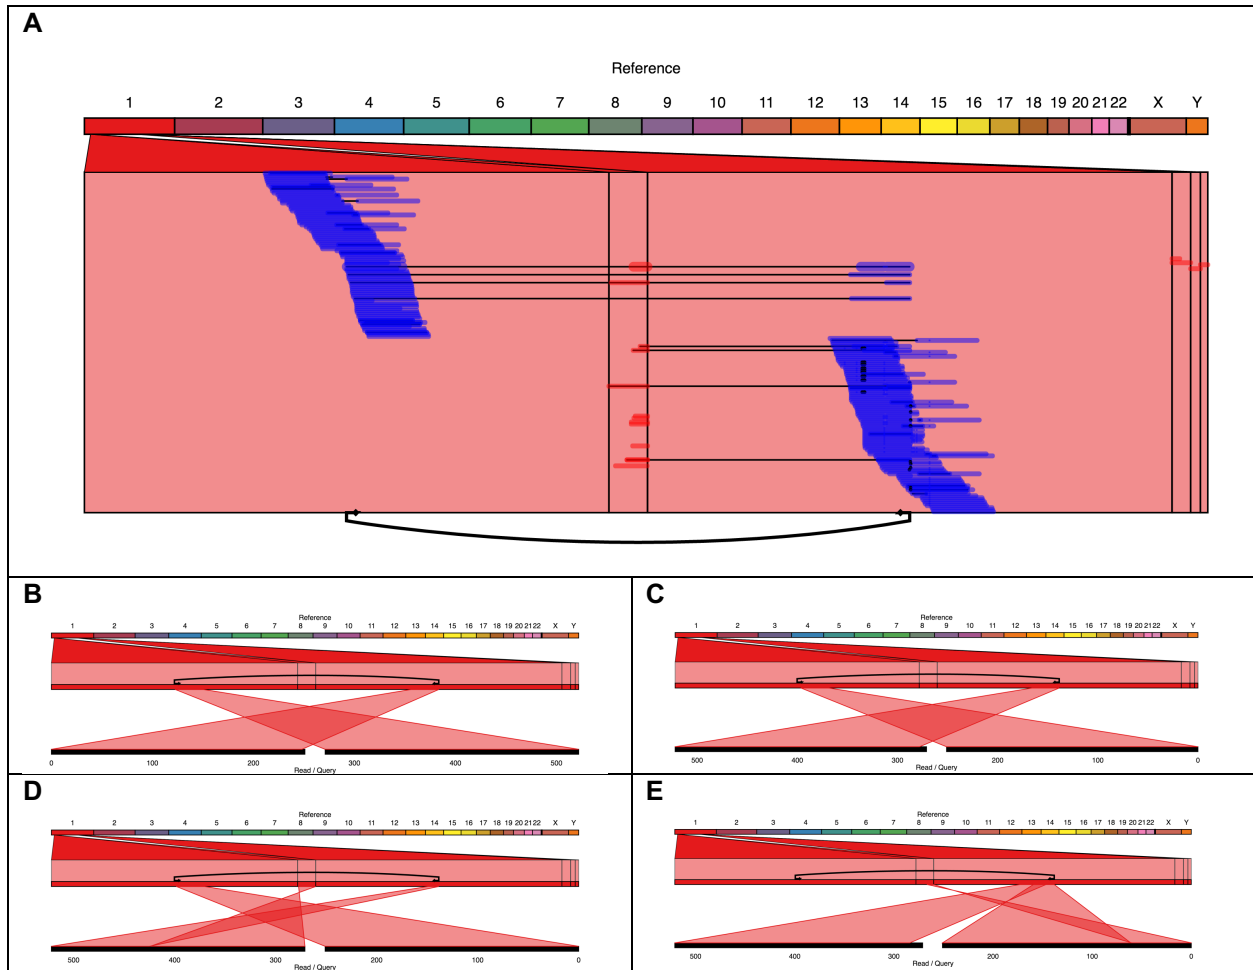 A
Reference
1 2 3 4 5 6 7 8 9 10 11 12 13 14 15 16 17 18 19 20 21 22 X Y
B
Reference
1 2 3 4 5 6 7 8 9 10 11 12 13 14 15 16 17 18 19 20 21 22 X Y
0 100 200 300 400 500
Read / Query
C
Reference
1 2 3 4 5 6 7 8 9 10 11 12 13 14 15 16 17 18 19 20 21 22 X Y
500 400 300 200 100 0
Read / Query
D
Reference
1 2 3 4 5 6 7 8 9 10 11 12 13 14 15 16 17 18 19 20 21 22 X Y
500 400 300 200 100 0
Read / Query
E
Reference
1 2 3 4 5 6 7 8 9 10 11 12 13 14 15 16 17 18 19 20 21 22 X Y
500 400 300 200 100 0
Read / Query